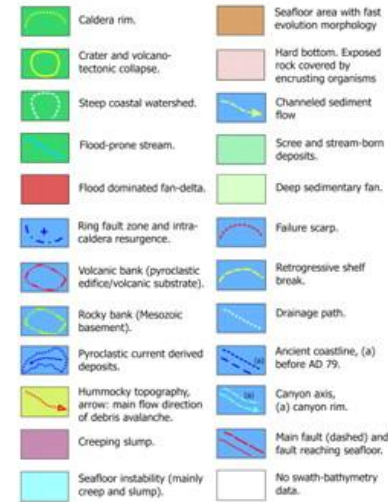 Caldera rim.
Crater and volcano-
tectonic collapse.
Steep coastal watershed.
Flood-prone stream.
Flood dominated fan-delta.
Ring fault zone and intra-
caldera resurgence.
Volcanic bank (pyroclastic
edifice/volcanic substrate).
Rocky bank (Mesozoic
basement).
Pyroclastic current derived
deposits.
Hummocky topography,
arrow: main flow direction
of debris avalanche.
Creeping slump.
Seafloor instability (mainly
creep and slump).
Seafloor area with fast
evolution morphology
Hard bottom. Exposed
rock covered by
encrusting organisms
Channeled sediment
flow
Scree and stream-born
deposits.
Deep sedimentary fan.
Failure scarp.
Retrogressive shelf
break.
Drainage path.
(a)
Ancient coastline, (a)
before AD 79.
(a)
Canyon axis,
(a) canyon rim.
Main fault (dashed) and
fault reaching seafloor.
No swath-bathymetry
data.